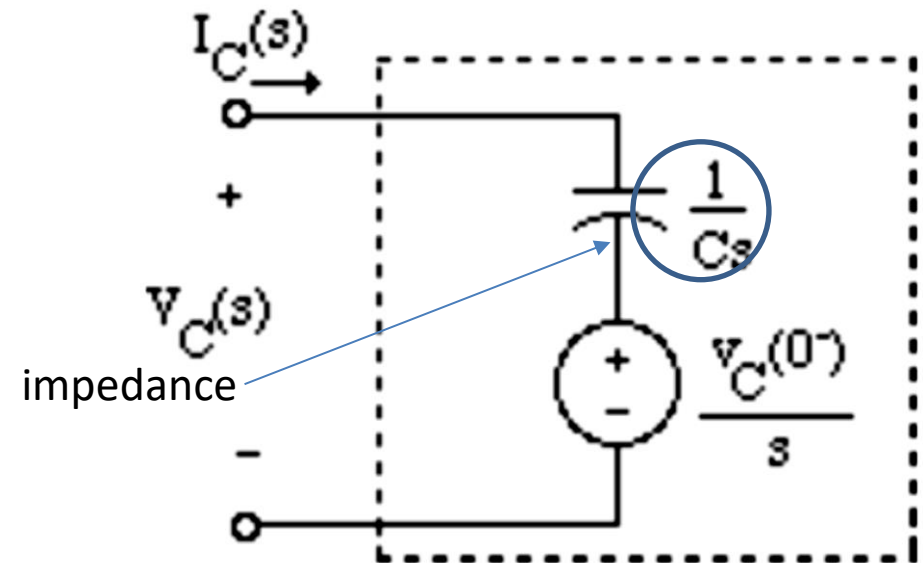 I_C(s)
+
1
Cs
V_C(s)
+
v_C(0⁻)
impedance
−
s
−